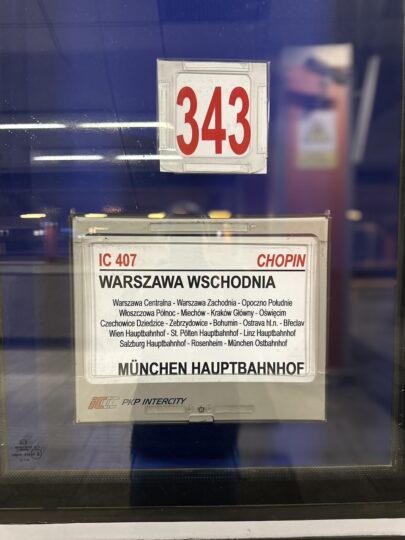 343
IC 407 CHOPIN
WARSZAWA WSCHODNIA
Warszawa Centralna - Warszawa Zachodnia - Opoczno Południe
Włoszczowa Północ - Miechów - Kraków Główny - Oświęcim
Czechowice Dziedzice - Zebrzydowice - Bohumin - Ostrava hl.n. - Břeclav
Wien Hauptbahnhof - St. Pölten Hauptbahnhof - Linz Hauptbahnhof
Salzburg Hauptbahnhof - Rosenheim - München Ostbahnhof
MÜNCHEN HAUPTBAHNHOF
IC PKP INTERCITY